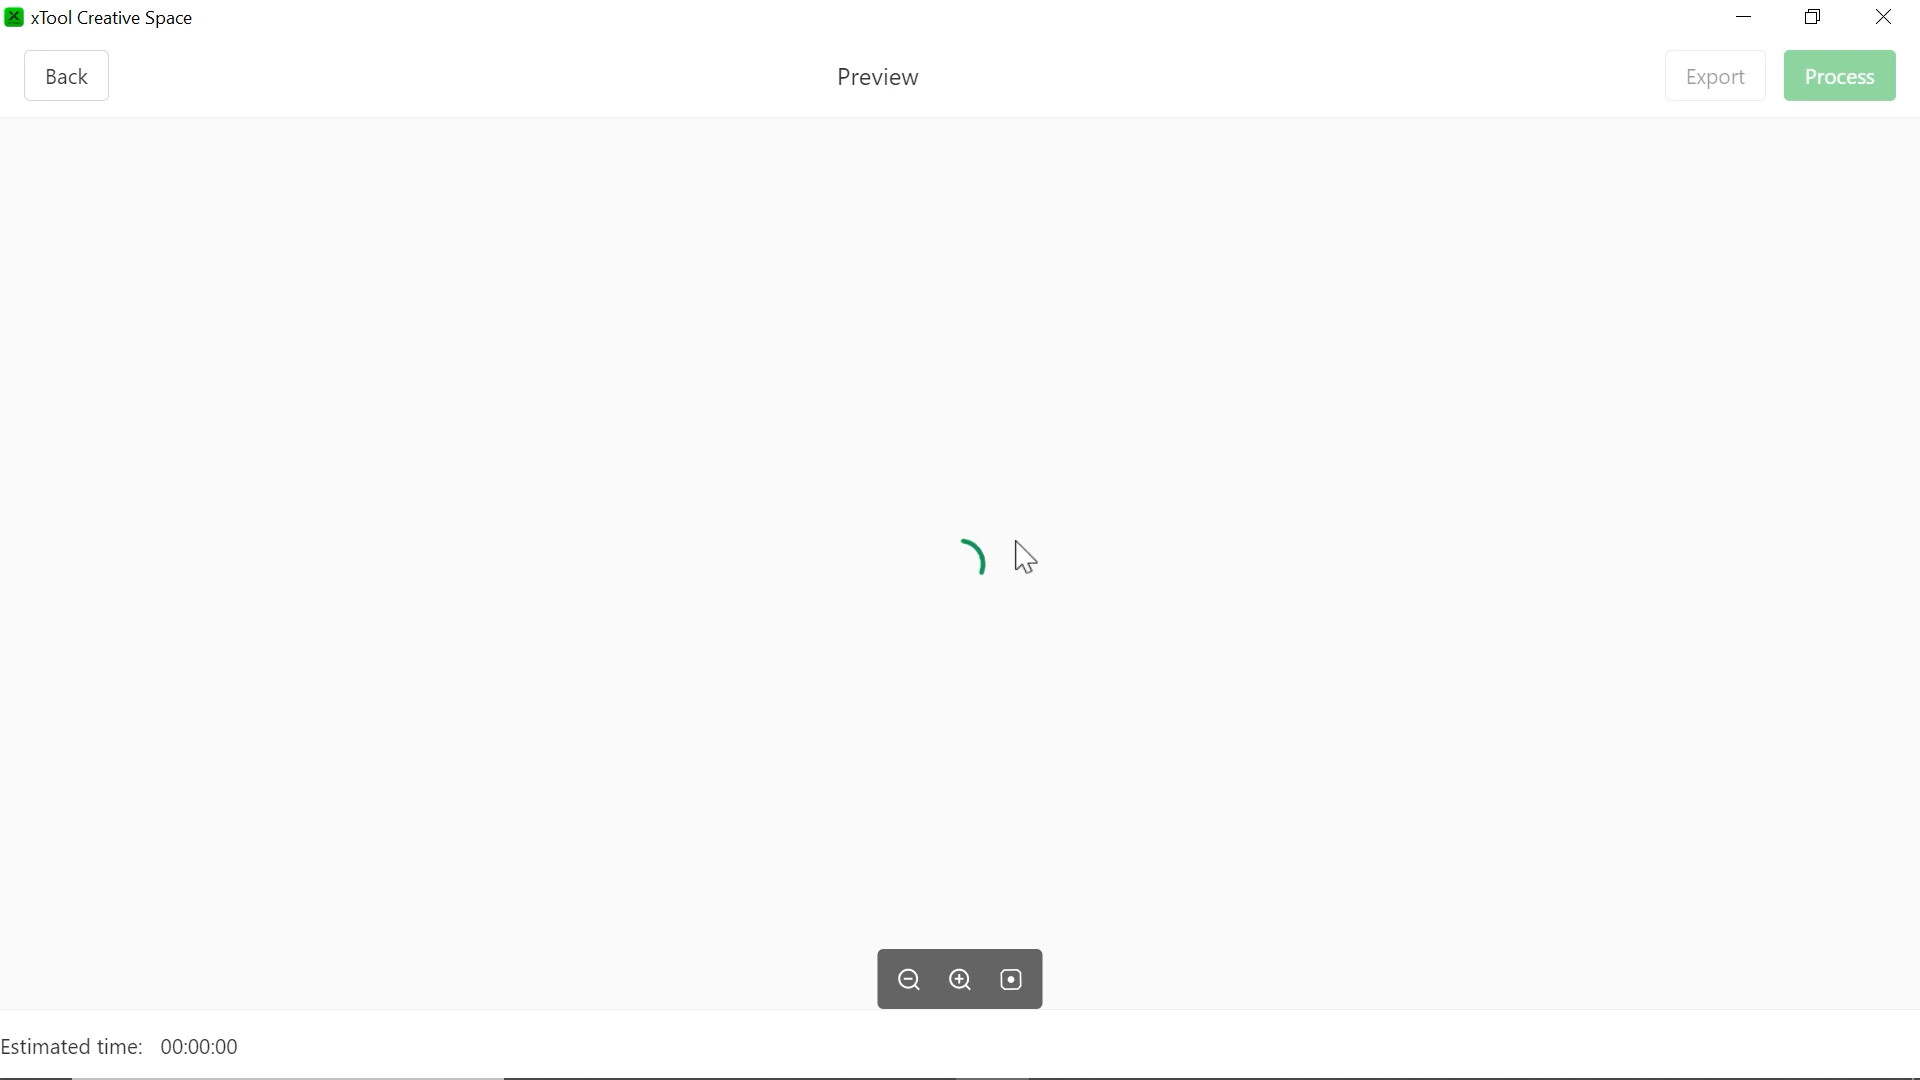 xTool Creative Space
Back
Preview
Export
Process
Estimated time: 00:00:00